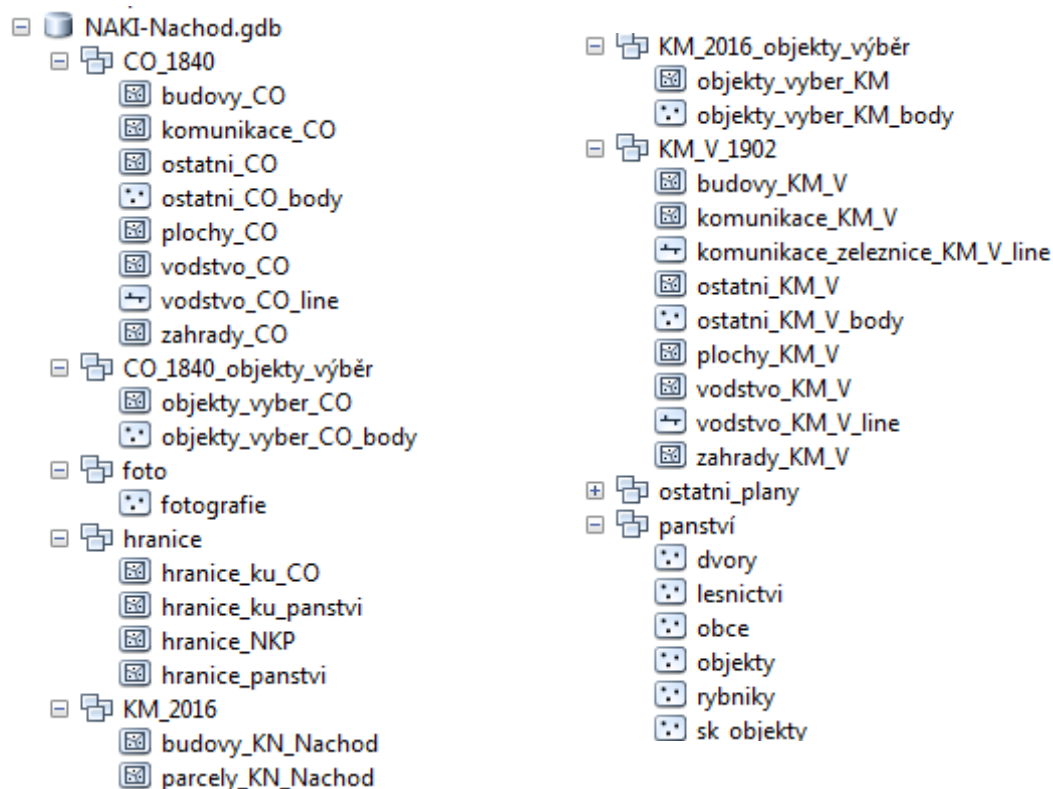 NAKI-Nachod.gdb
CO_1840
budovy_CO
komunikace_CO
ostatni_CO
ostatni_CO_body
plochy_CO
vodstvo_CO
vodstvo_CO_line
zahrady_CO
CO_1840_objekty_výběr
objekty_vyber_CO
objekty_vyber_CO_body
foto
fotografie
hranice
hranice_ku_CO
hranice_ku_panstvi
hranice_NKP
hranice_panstvi
KM_2016
budovy_KN_Nachod
parcely_KN_Nachod
KM_2016_objekty_výběr
objekty_vyber_KM
objekty_vyber_KM_body
KM_V_1902
budovy_KM_V
komunikace_KM_V
komunikace_zeleznice_KM_V_line
ostatni_KM_V
ostatni_KM_V_body
plochy_KM_V
vodstvo_KM_V
vodstvo_KM_V_line
zahrady_KM_V
ostatni_plany
panství
dvory
lesnictvi
obce
objekty
rybniky
sk_objekty